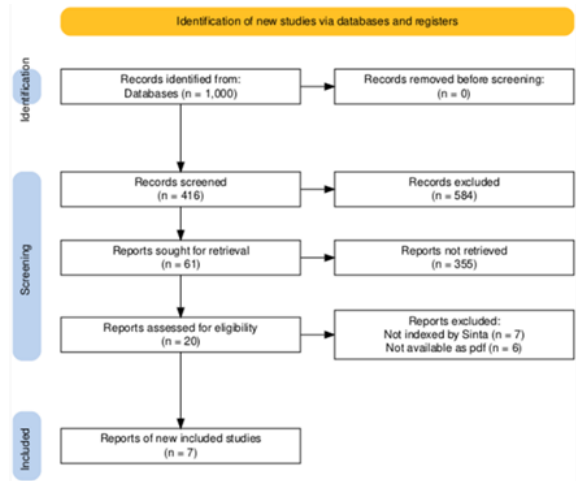 Identification of new studies via databases and registers
Identification
Records identified from:
Databases (n = 1,000)
Records removed before screening:
(n = 0)
Screening
Records screened
(n = 416)
Records excluded
(n = 584)
Reports sought for retrieval
(n = 61)
Reports not retrieved
(n = 355)
Reports assessed for eligibility
(n = 20)
Reports excluded:
Not indexed by Sinta (n = 7)
Not available as pdf (n = 6)
Included
Reports of new included studies
(n = 7)